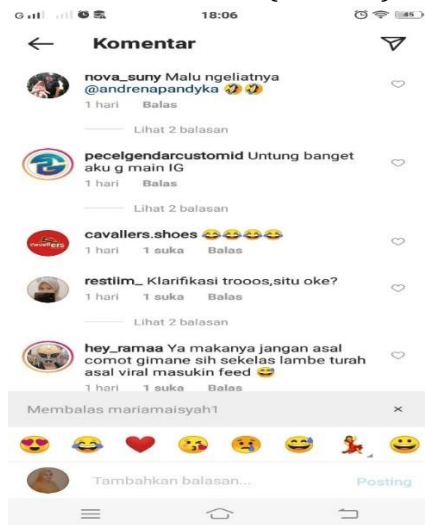 18:06
Komentar
nova_suny Malu ngeliatnya
@andrenapandyka 🤣🤣
1 hari Balas
Lihat 2 balasan
pecelgendarcustomid Untung banget
aku g main IG
1 hari Balas
Lihat 2 balasan
cavallers.shoes 😂😂😂😂
1 hari 1 suka Balas
restiim_ Klarifikasi trooos,situ oke?
1 hari 1 suka Balas
Lihat 2 balasan
hey_ramaa Ya makanya jangan asal
comot gimane sih sekelas lambe turah
asal viral masukin feed 😅
1 hari 1 suka Balas
Membalas mariamaisyah1 ×
Tambahkan balasan... Posting